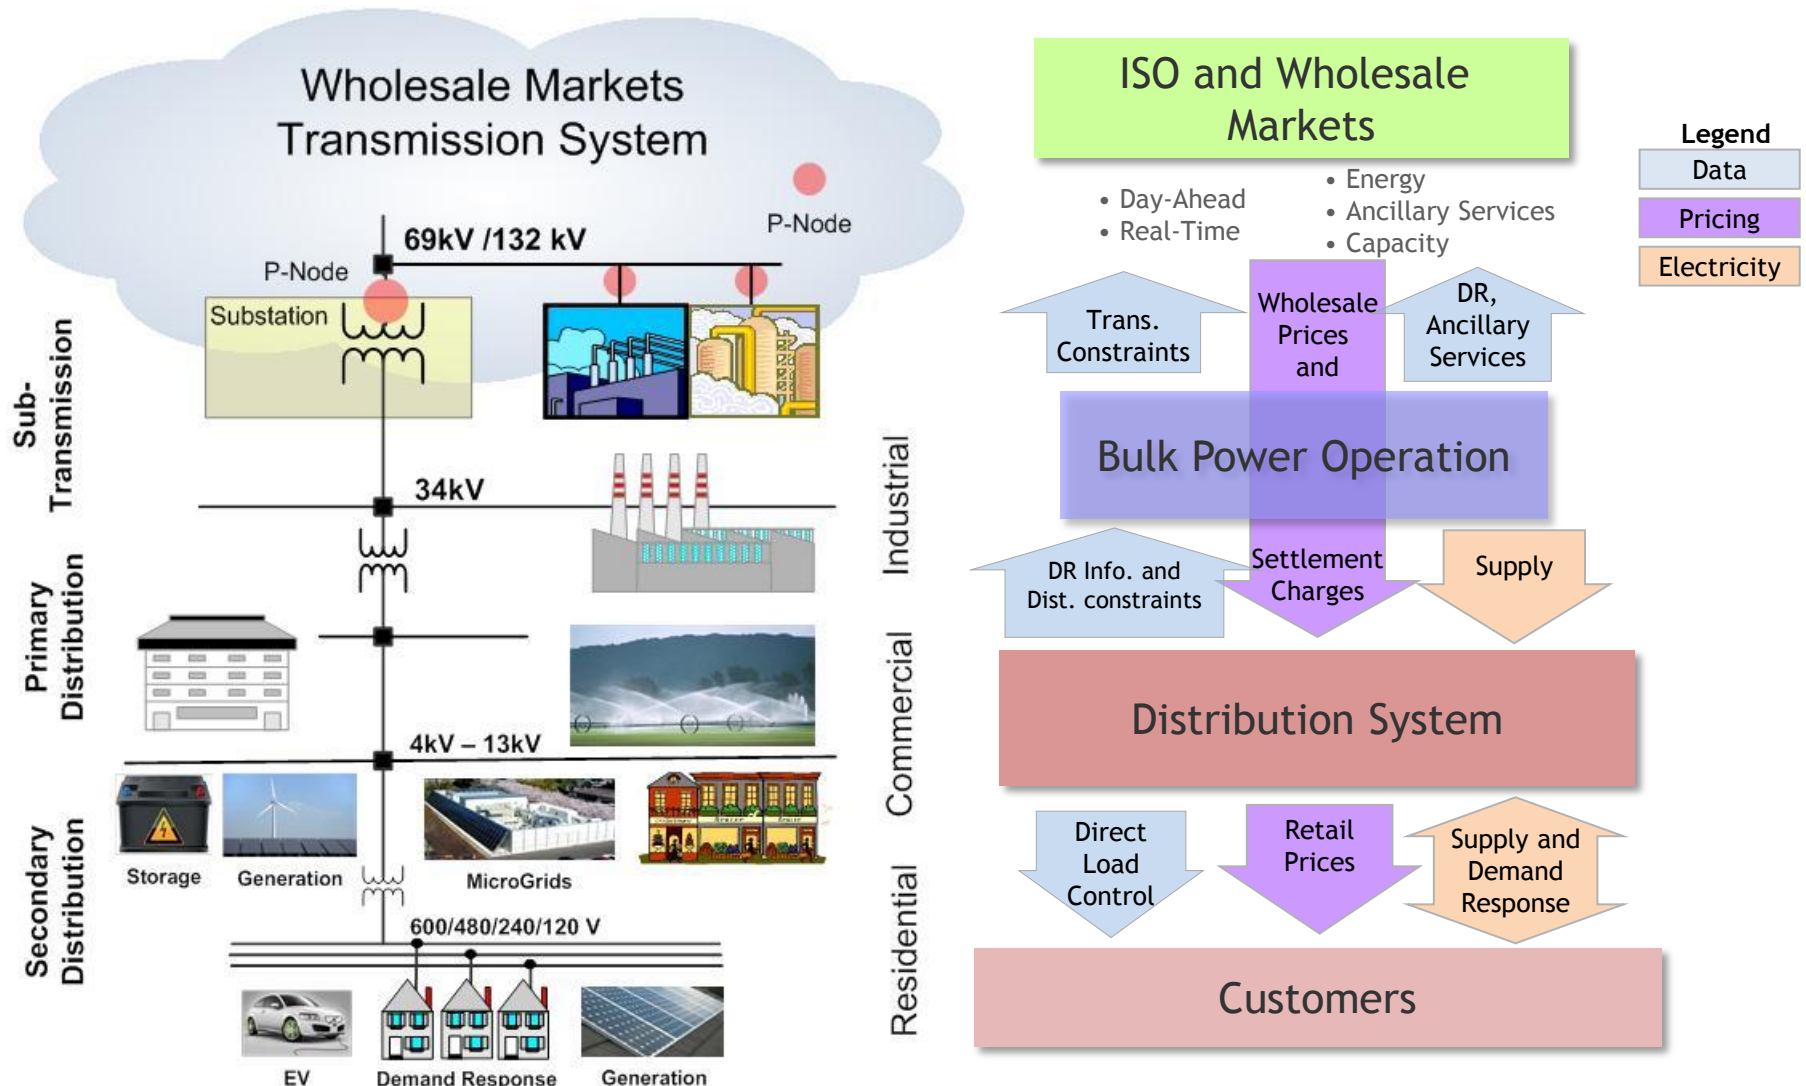 Wholesale Markets
Transmission System
P-Node
69kV /132 kV
P-Node
Substation
Sub-
Transmission
34kV
Industrial
Primary
Distribution
Commercial
4kV – 13kV
Storage
Generation
MicroGrids
Secondary
Distribution
600/480/240/120 V
Residential
EV
Demand Response
Generation
ISO and Wholesale
Markets
• Day-Ahead
• Real-Time
• Energy
• Ancillary Services
• Capacity
Legend
Data
Pricing
Electricity
Trans.
Constraints
Wholesale
Prices
and
DR,
Ancillary
Services
Bulk Power Operation
DR Info. and
Dist. constraints
Settlement
Charges
Supply
Distribution System
Direct
Load
Control
Retail
Prices
Supply and
Demand
Response
Customers